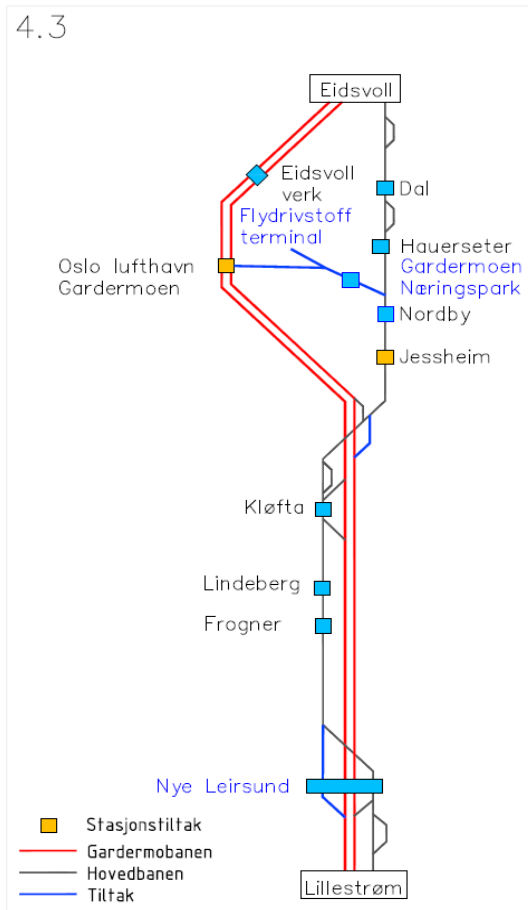 4.3
Eidsvoll
Eidsvoll
verk
Dal
Flydrivstoff
terminal
Hauerseter
Gardermoen
Næringspark
Oslo lufthavn
Gardermoen
Nordby
Jessheim
Kløfta
Lindeberg
Frogner
Nye Leirsund
Stasjonstiltak
Gardermobanen
Hovedbanen
Tiltak
Lillestrøm